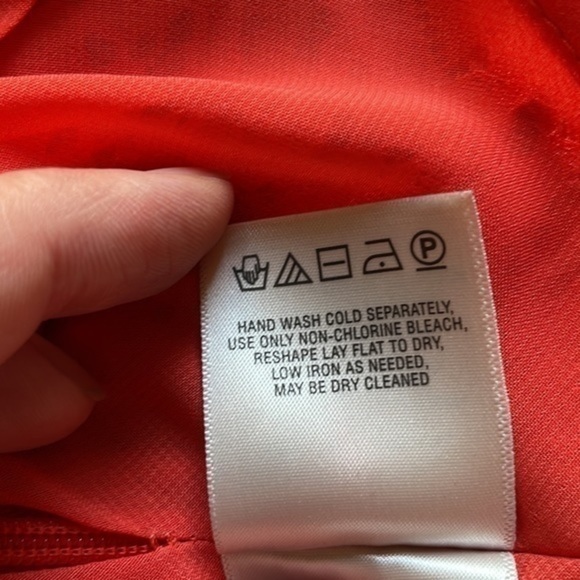 P
HAND WASH COLD SEPARATELY,
USE ONLY NON-CHLORINE BLEACH,
RESHAPE LAY FLAT TO DRY,
LOW IRON AS NEEDED,
MAY BE DRY CLEANED